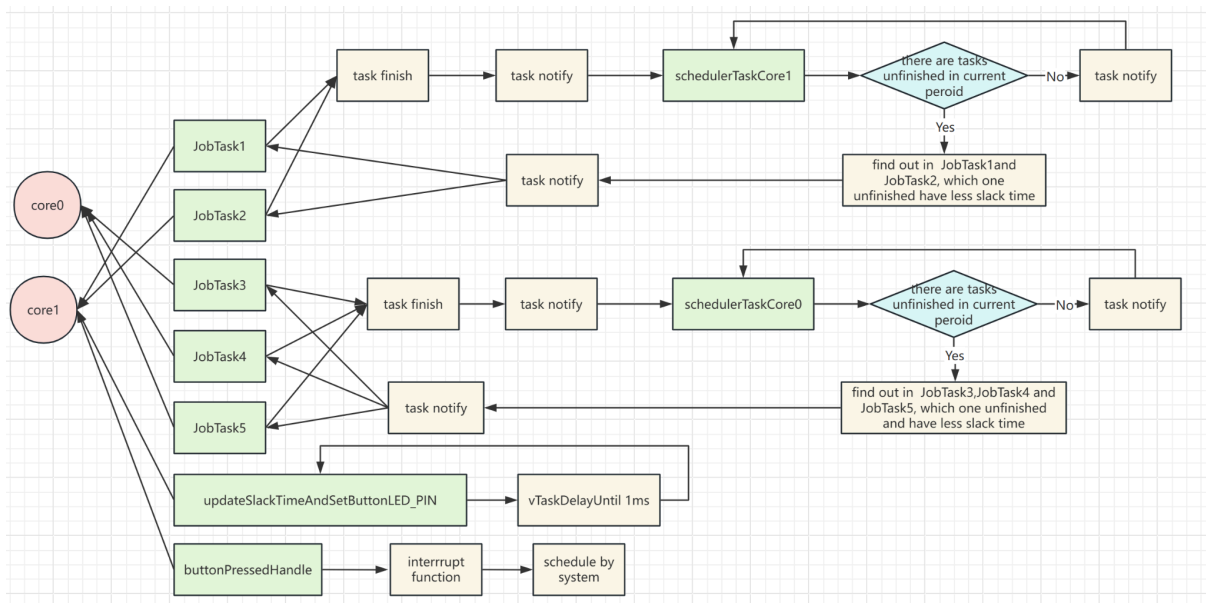 task finish
task notify
schedulerTaskCore1
there are tasks
unfinished in current
peroid
No
task notify
Yes
JobTask1
find out in JobTask1and
JobTask2, which one
unfinished have less slack time
task notify
core0
JobTask2
JobTask3
core1
task finish
task notify
schedulerTaskCore0
there are tasks
unfinished in current
peroid
No
task notify
Yes
JobTask4
find out in JobTask3,JobTask4 and
JobTask5, which one unfinished
and have less slack time
task notify
JobTask5
updateSlackTimeAndSetButtonLED_PIN
vTaskDelayUntil 1ms
buttonPressedHandle
interrrupt
function
schedule by
system